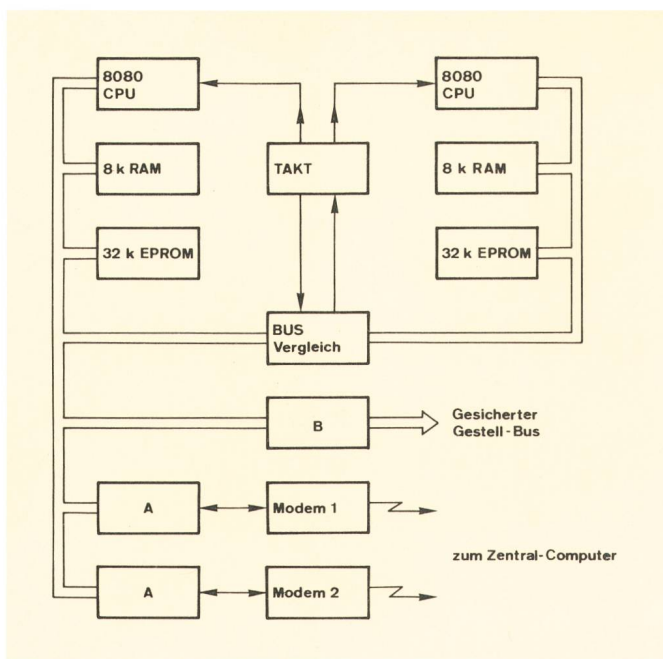 8080
CPU
8080
CPU
8 k RAM
TAKT
8 k RAM
32 k EPROM
32 k EPROM
BUS
Vergleich
B
Gesicherter
Gestell-Bus
A
Modem 1
zum Zentral-Computer
A
Modem 2